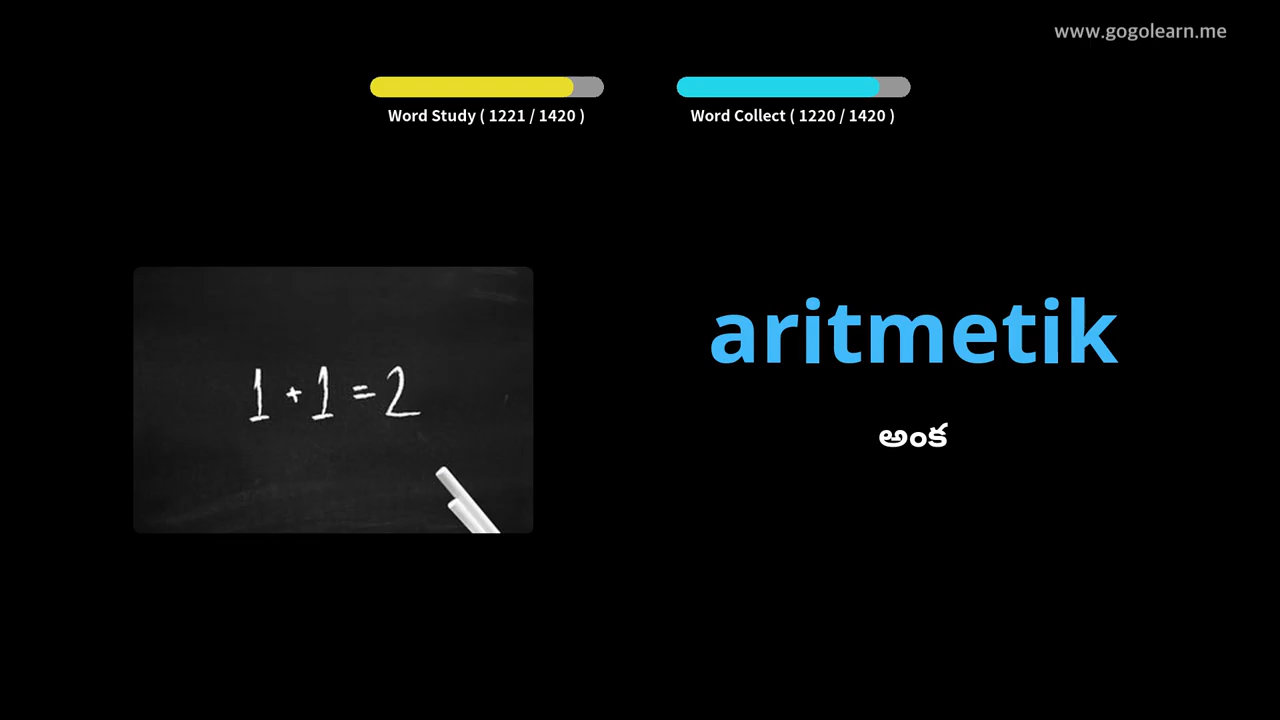 www.gogolearn.me
Word Study ( 1221 / 1420 )
Word Collect ( 1220 / 1420 )
1 + 1 = 2
aritmetik
అంక